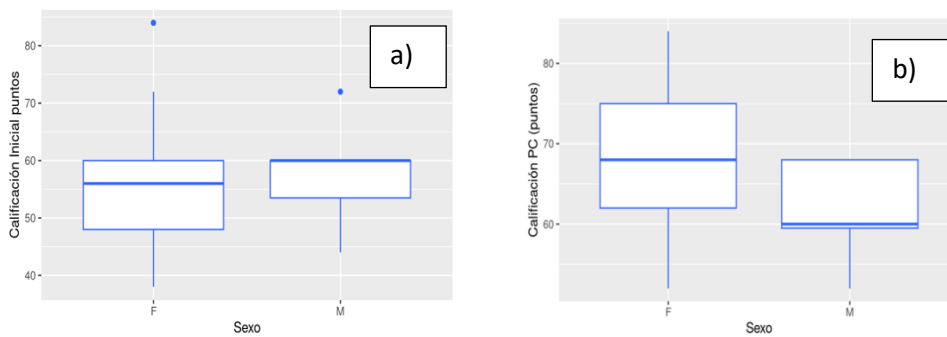 a)
Calificación Inicial puntos
80
70
60
50
40
F
M
Sexo
b)
Calificación PC (puntos)
80
70
60
F
M
Sexo